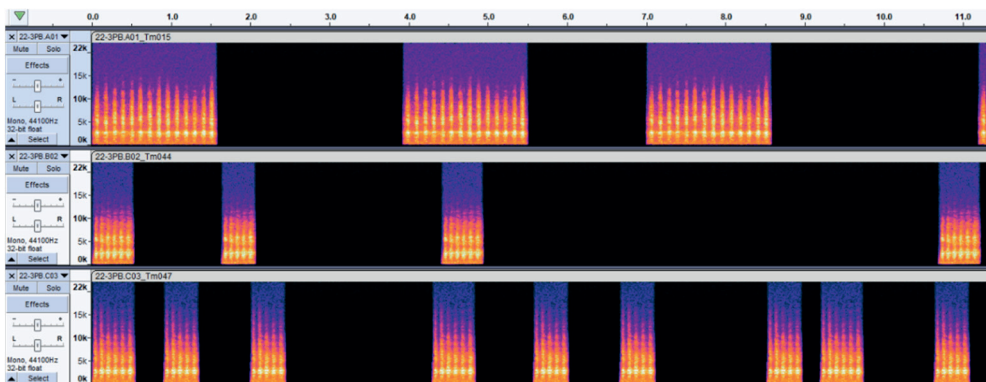 0.0 1.0 2.0 3.0 4.0 5.0 6.0 7.0 8.0 9.0 10.0 11.0
× 22-3PB.A01 22-3PB.A01_Tm015
Mute Solo 22k
Effects 15k
- +
L R 10k
Mono, 44100Hz 5k
32-bit float
Select 0k
× 22-3PB.B02 22-3PB.B02_Tm044
Mute Solo 22k
Effects 15k
- +
L R 10k
Mono, 44100Hz 5k
32-bit float
Select 0k
× 22-3PB.C03 22-3PB.C03_Tm047
Mute Solo 22k
Effects 15k
- +
L R 10k
Mono, 44100Hz 5k
32-bit float
Select 0k